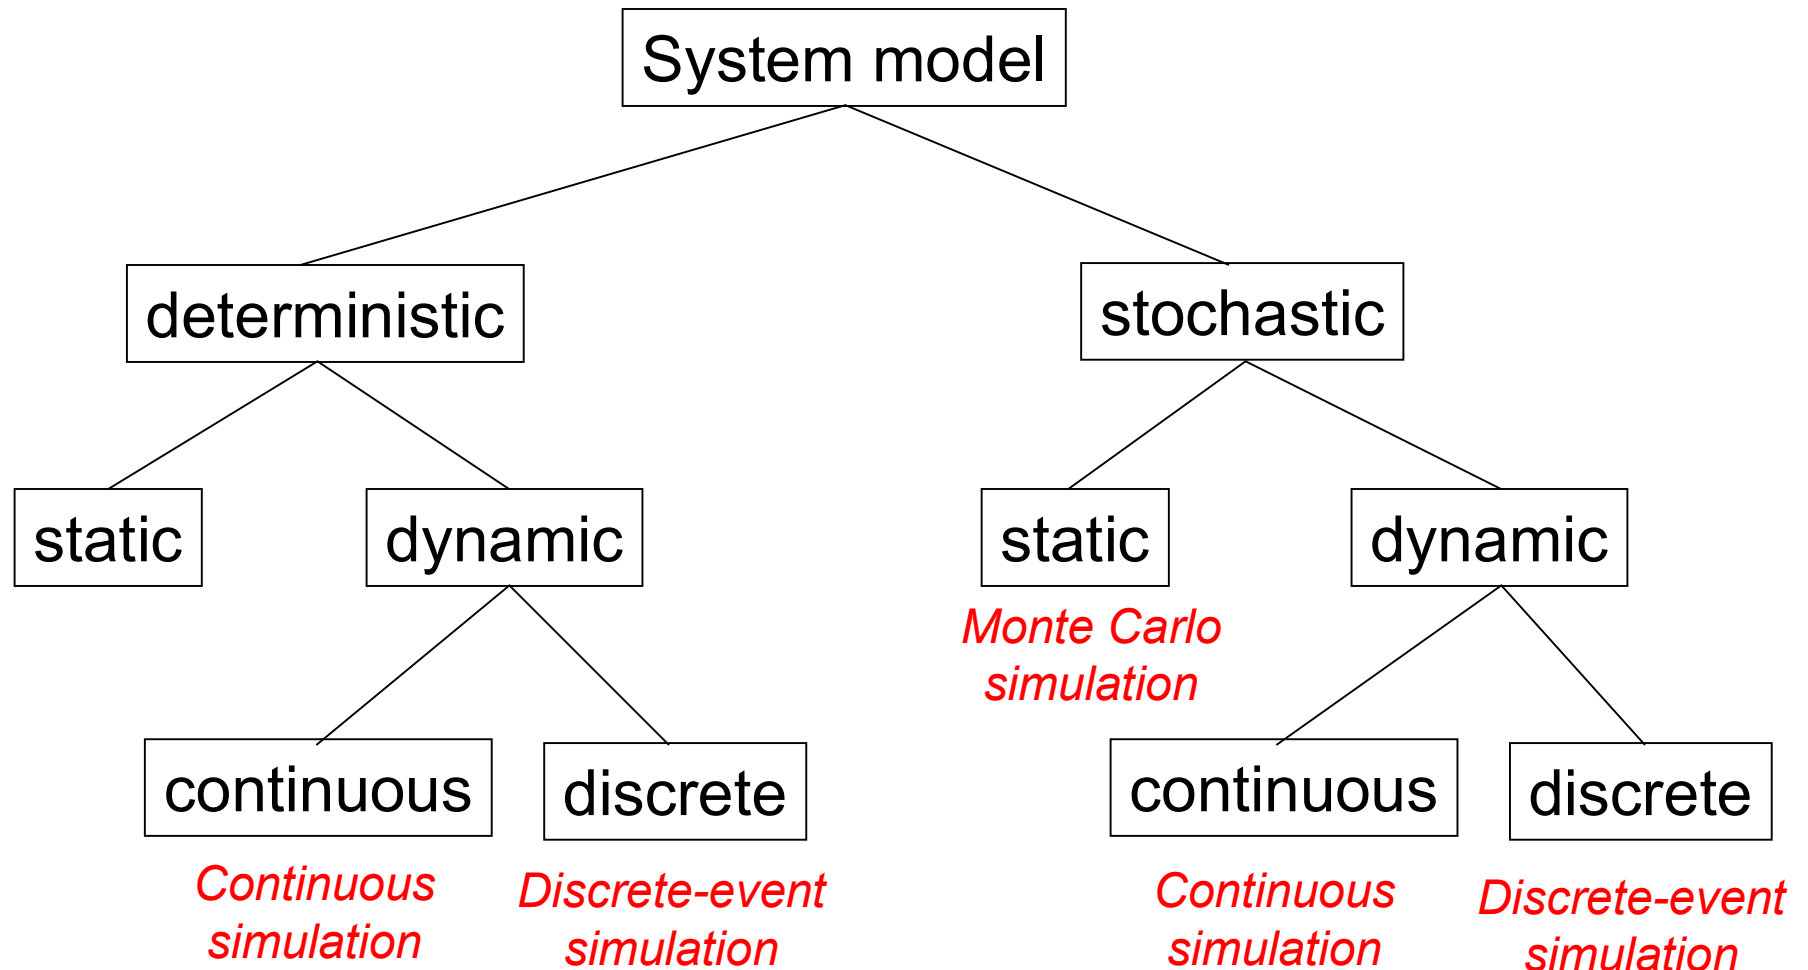 System model
deterministic
stochastic
static
dynamic
static
dynamic
Monte Carlo
simulation
continuous
discrete
continuous
discrete
Continuous
simulation
Discrete-event
simulation
Continuous
simulation
Discrete-event
simulation